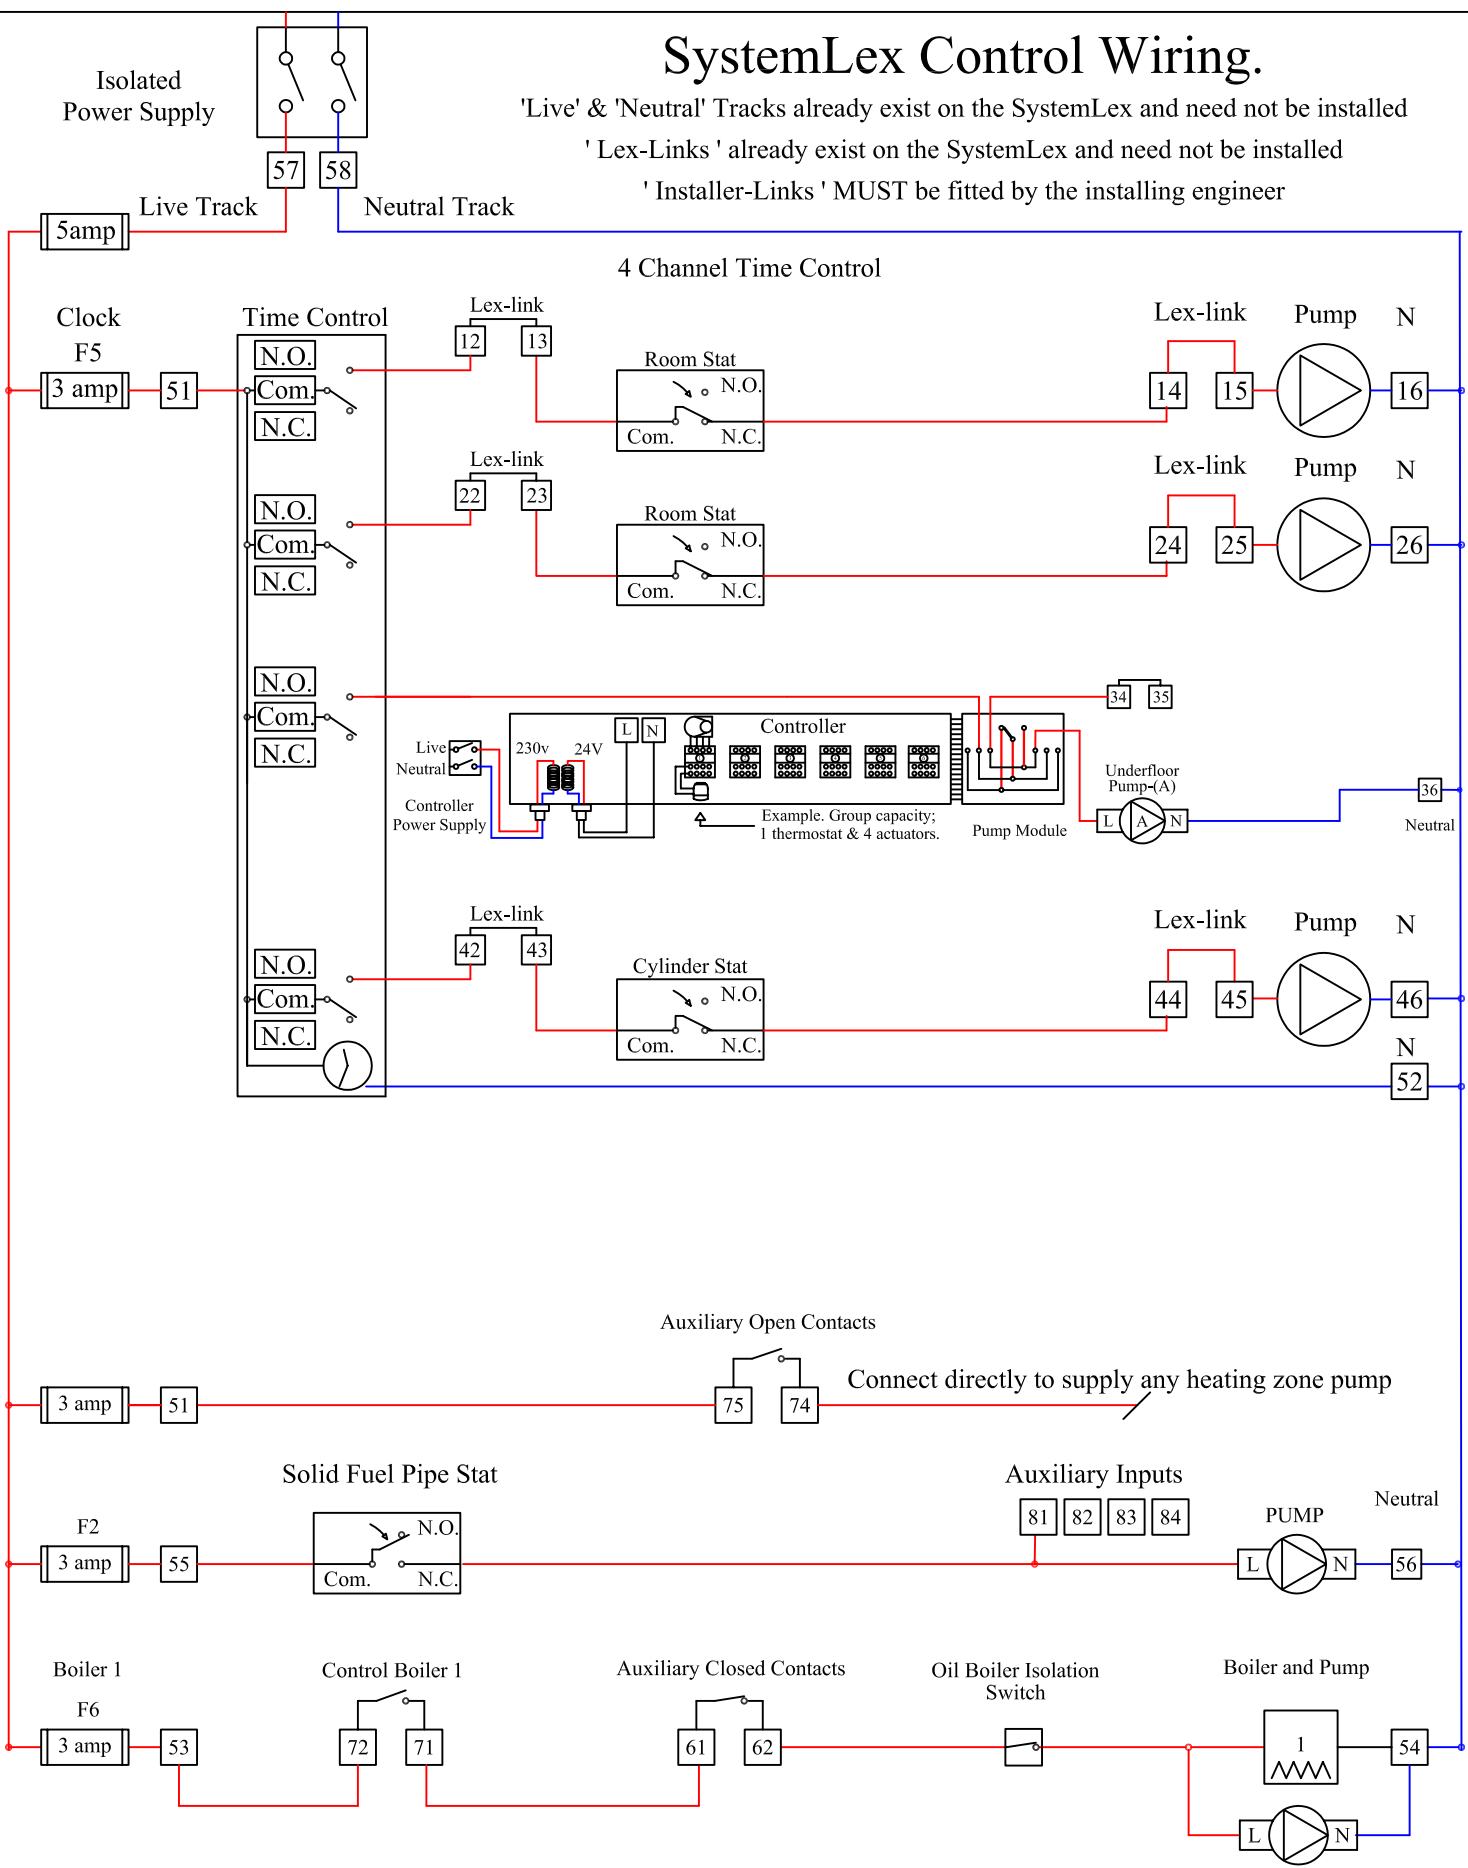 SystemLex Control Wiring.
'Live' & 'Neutral' Tracks already exist on the SystemLex and need not be installed
' Lex-Links ' already exist on the SystemLex and need not be installed
' Installer-Links ' MUST be fitted by the installing engineer
Isolated
Power Supply
57
58
Live Track
Neutral Track
5amp
4 Channel Time Control
Clock
F5
3 amp
51
Time Control
N.O.
Com.
N.C.
Lex-link
12
13
Room Stat
N.O.
Com.
N.C.
Lex-link
14
15
Pump
N
16
N.O.
Com.
N.C.
Lex-link
22
23
Room Stat
N.O.
Com.
N.C.
Lex-link
24
25
Pump
N
26
N.O.
Com.
N.C.
Live
Neutral
Controller
Power Supply
230v
24V
L
N
Controller
Example. Group capacity;
1 thermostat & 4 actuators.
Pump Module
34
35
Underfloor
Pump-(A)
L
A
N
36
Neutral
N.O.
Com.
N.C.
Lex-link
42
43
Cylinder Stat
N.O.
Com.
N.C.
Lex-link
44
45
Pump
N
46
N
52
Auxiliary Open Contacts
3 amp
51
75
74
Connect directly to supply any heating zone pump
Solid Fuel Pipe Stat
F2
3 amp
55
N.O.
Com.
N.C.
Auxiliary Inputs
81
82
83
84
PUMP
L
N
Neutral
56
Boiler 1
F6
3 amp
53
Control Boiler 1
72
71
Auxiliary Closed Contacts
61
62
Oil Boiler Isolation
Switch
Boiler and Pump
1
54
L
N